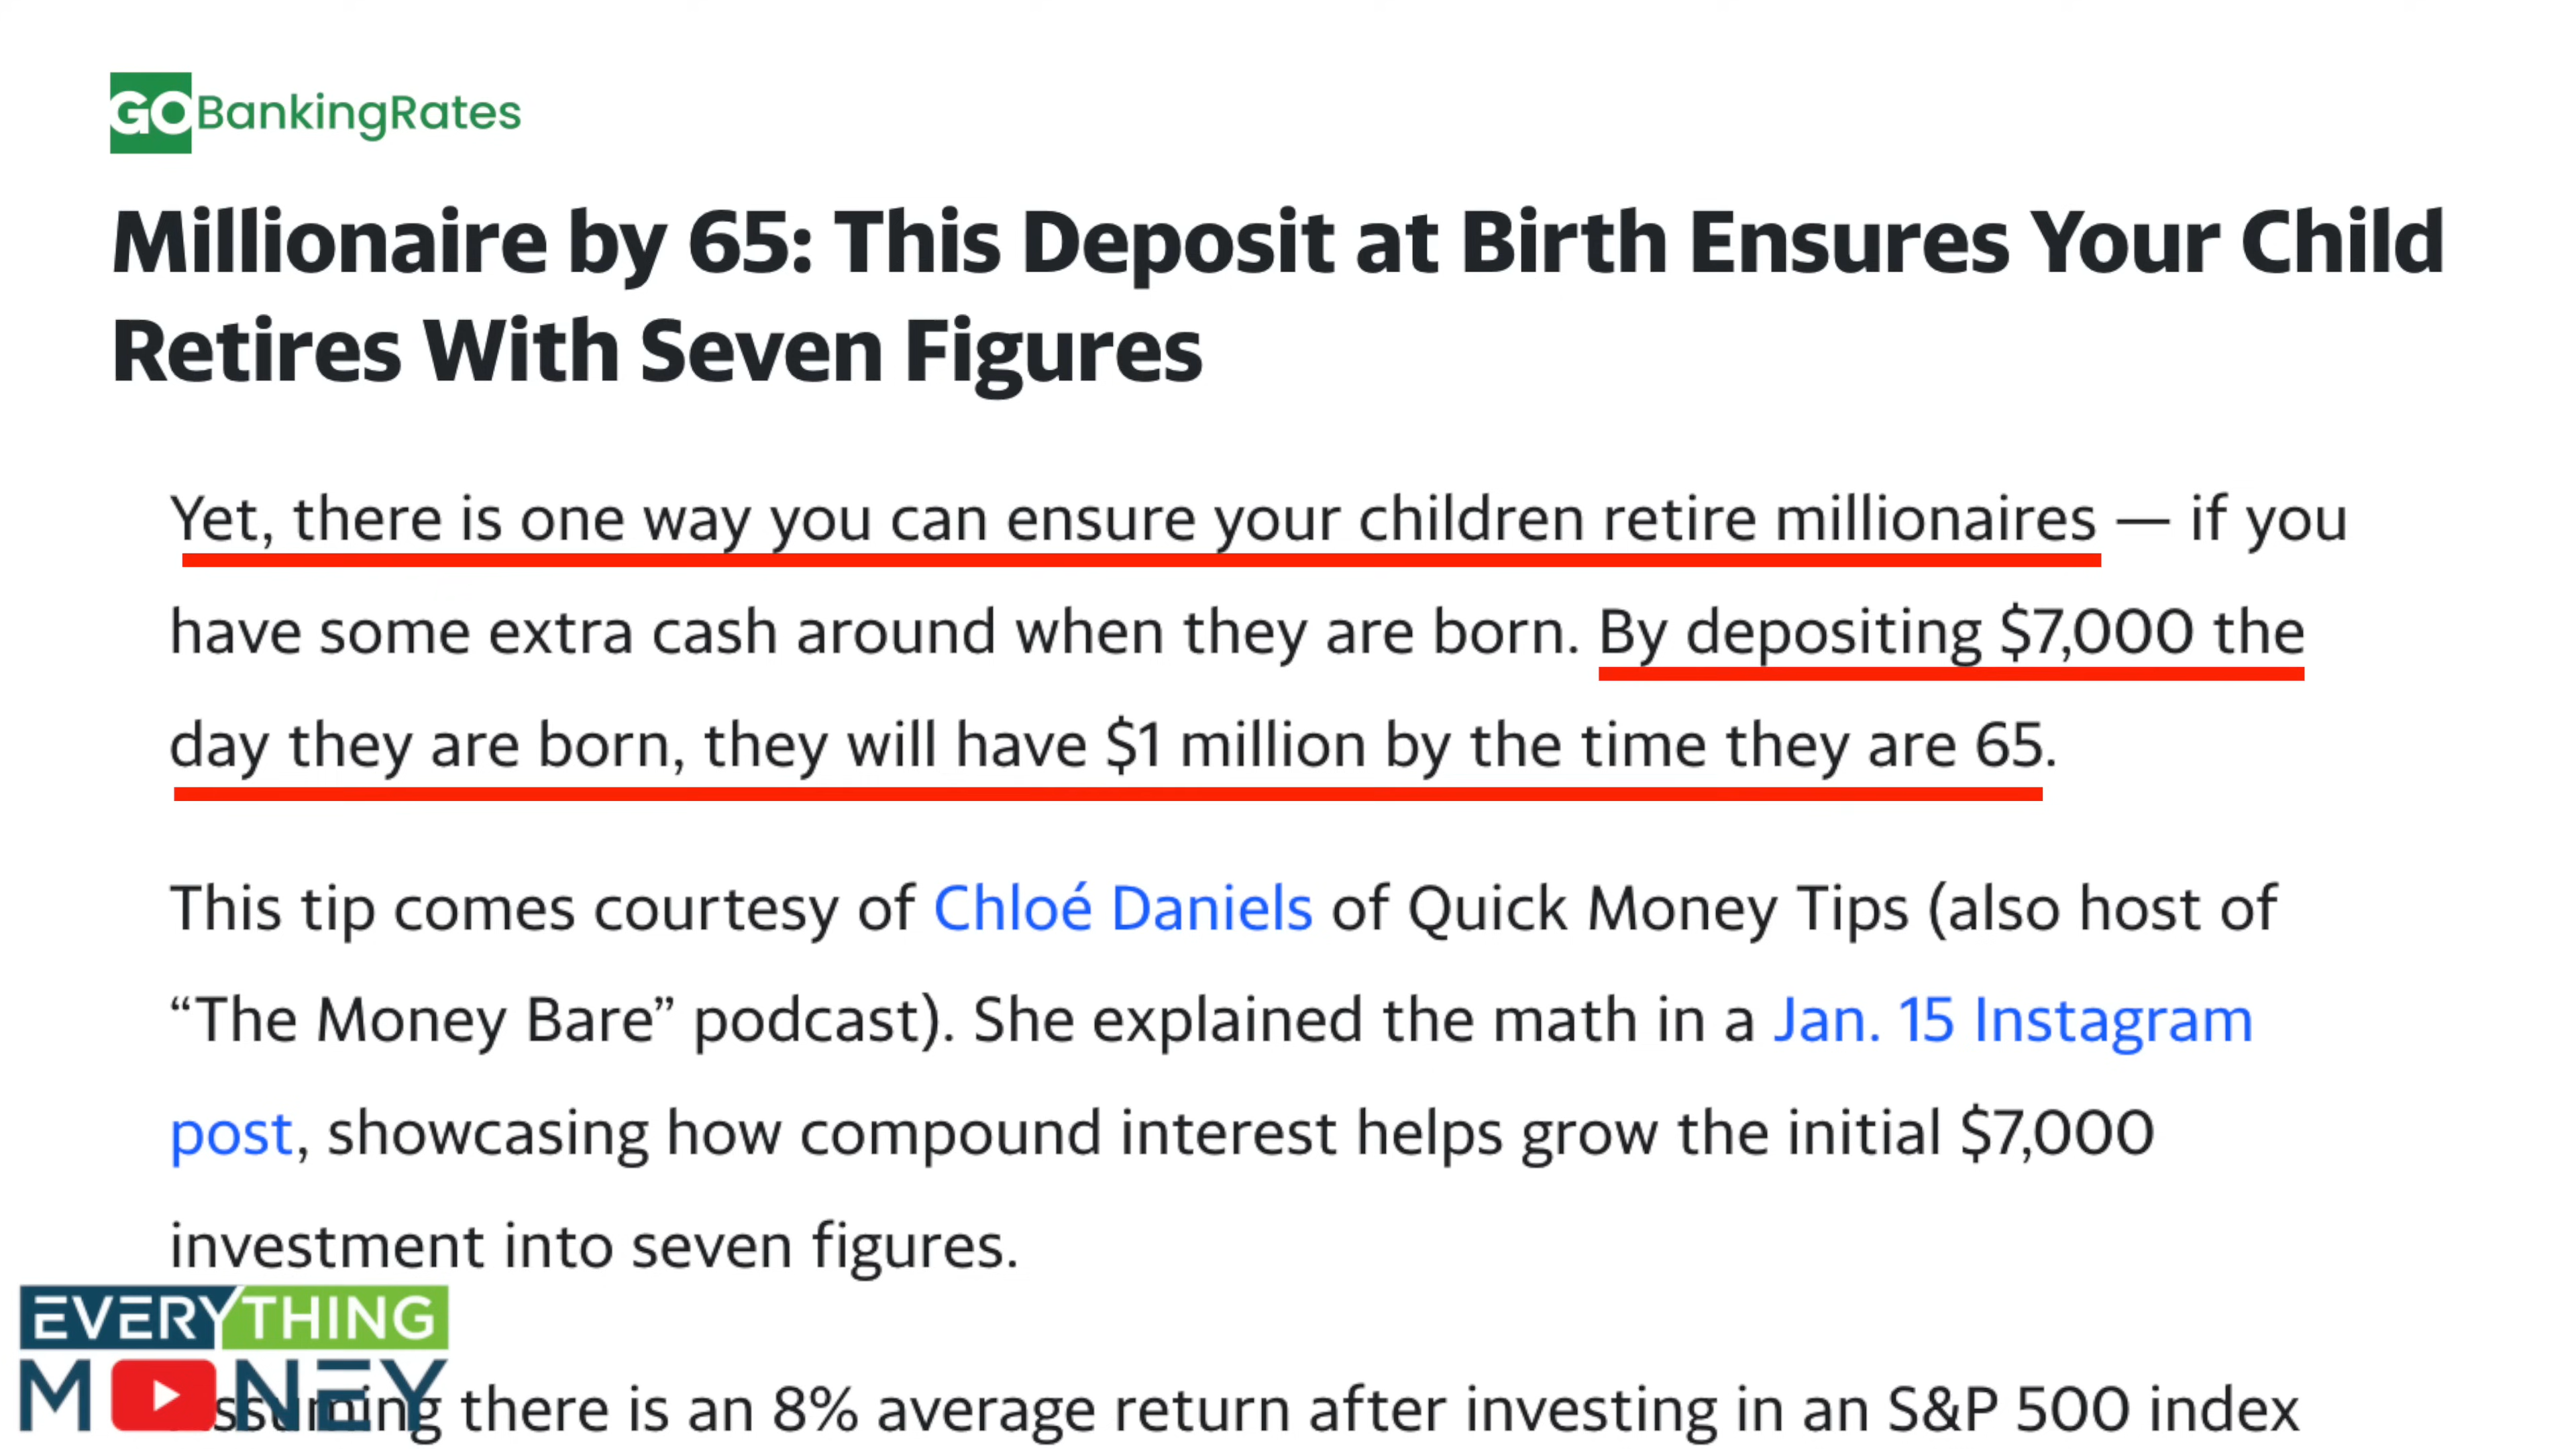 GOBankingRates
Millionaire by 65: This Deposit at Birth Ensures Your Child
Retires With Seven Figures
Yet, there is one way you can ensure your children retire millionaires — if you
have some extra cash around when they are born. By depositing $7,000 the
day they are born, they will have $1 million by the time they are 65.
This tip comes courtesy of Chloé Daniels of Quick Money Tips (also host of
“The Money Bare” podcast). She explained the math in a Jan. 15 Instagram
post, showcasing how compound interest helps grow the initial $7,000
investment into seven figures.
EVERYTHING
MONEY
Assuming there is an 8% average return after investing in an S&P 500 index